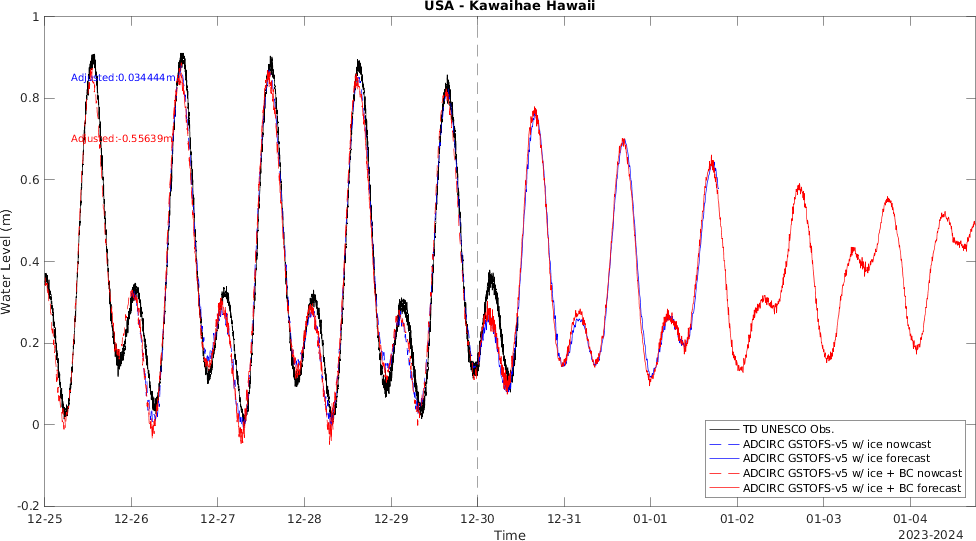 USA - Kawaihae Hawaii
1
0.8
0.6
0.4
0.2
0
-0.2
Water Level (m)
Adjusted:0.034444m
Adjusted:-0.55639m
TD UNESCO Obs.
ADCIRC GSTOFS-v5 w/ ice nowcast
ADCIRC GSTOFS-v5 w/ ice forecast
ADCIRC GSTOFS-v5 w/ ice + BC nowcast
ADCIRC GSTOFS-v5 w/ ice + BC forecast
12-25 12-26 12-27 12-28 12-29 12-30 12-31 01-01 01-02 01-03 01-04
Time
2023-2024